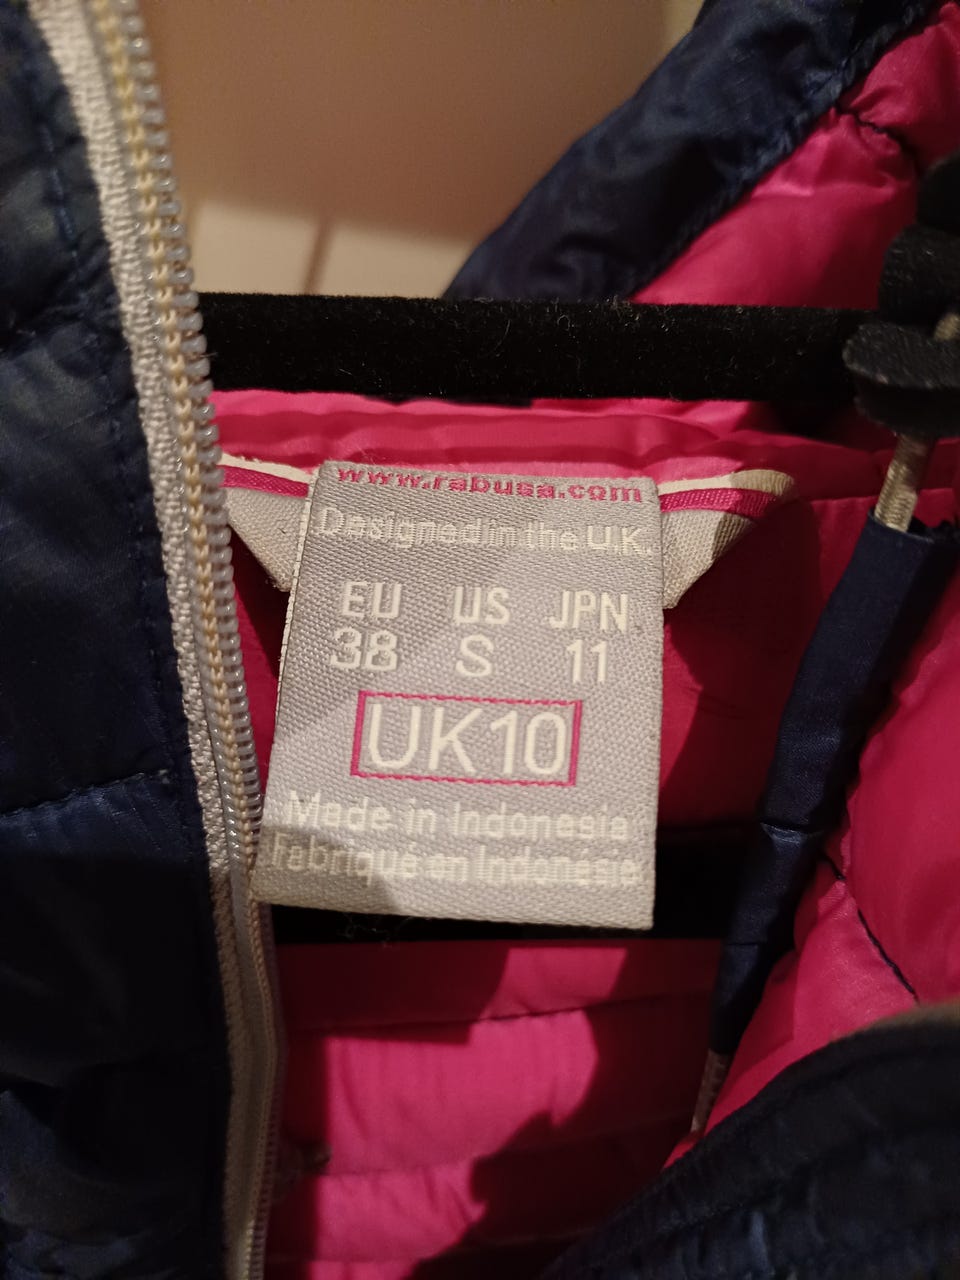 www.rabusa.com
Designed in the U.K.
EU US JPN
38 S 11
UK10
Made in Indonesia
Fabriqué en Indonésie